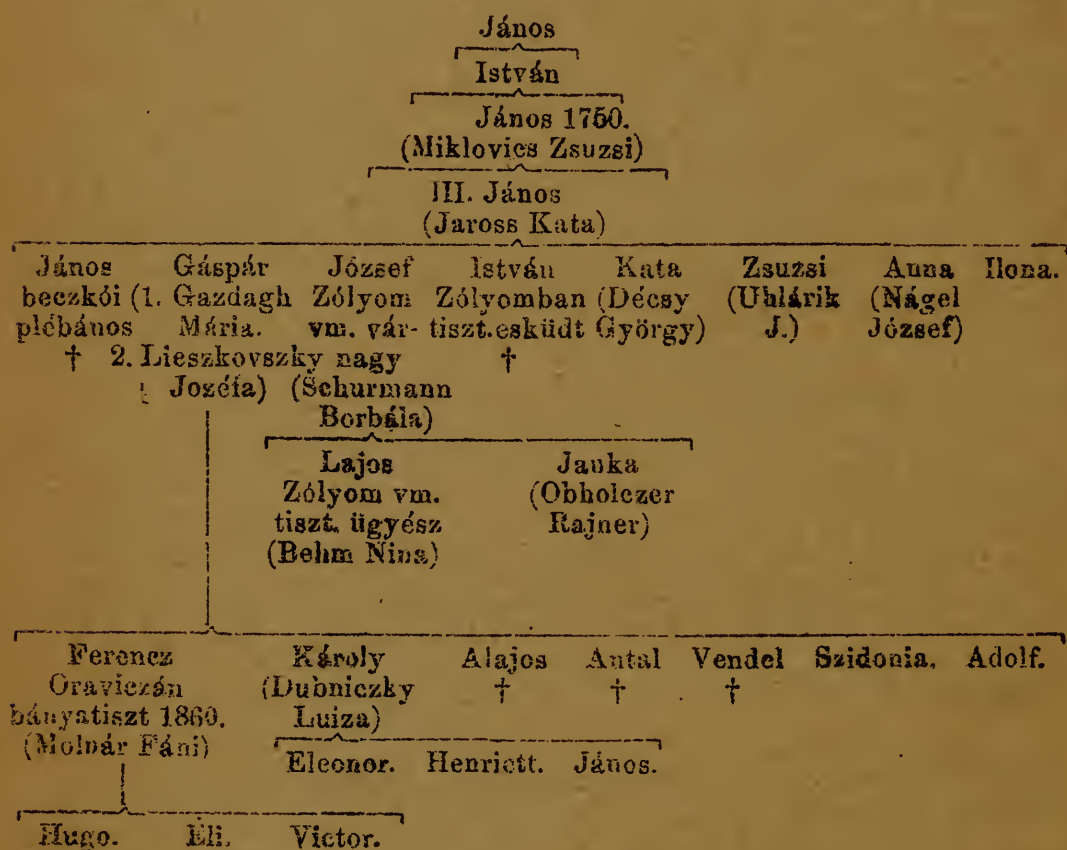 János
István
János 1750.
(Miklovics Zsuzsi)
III. János
(Jaross Kata)
János Gáspár József István Kata Zsuzsi Anna Ilona.
beczkói (1. Gazdagh Zólyom Zólyomban (Décsy (Uhlárik (Nágel
plébános Mária. vm. vár- tiszt. esküdt György) J.) József)
† 2. Lieszkovszky nagy †
Jozéfa) (Schurmann
Borbála)
Lajos Janka
Zólyom vm. (Obholczer
tiszt. ügyész Rajner)
(Behm Nina)
Ferencz Károly Alajos Antal Vendel Szidonia. Adolf.
Oraviczán (Dubniczky † † †
bányatiszt 1860. Luiza)
(Molnár Fáni)
Eleonor. Henriett. János.
Hugo. Éli. Victor.